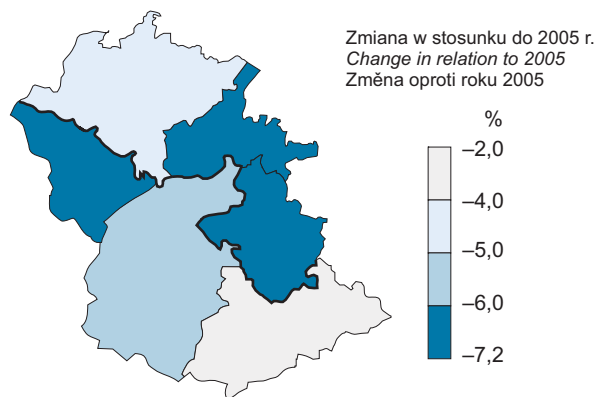 Zmiana w stosunku do 2005 r.
Change in relation to 2005
Změna oproti roku 2005
%
–2,0
–4,0
–5,0
–6,0
–7,2